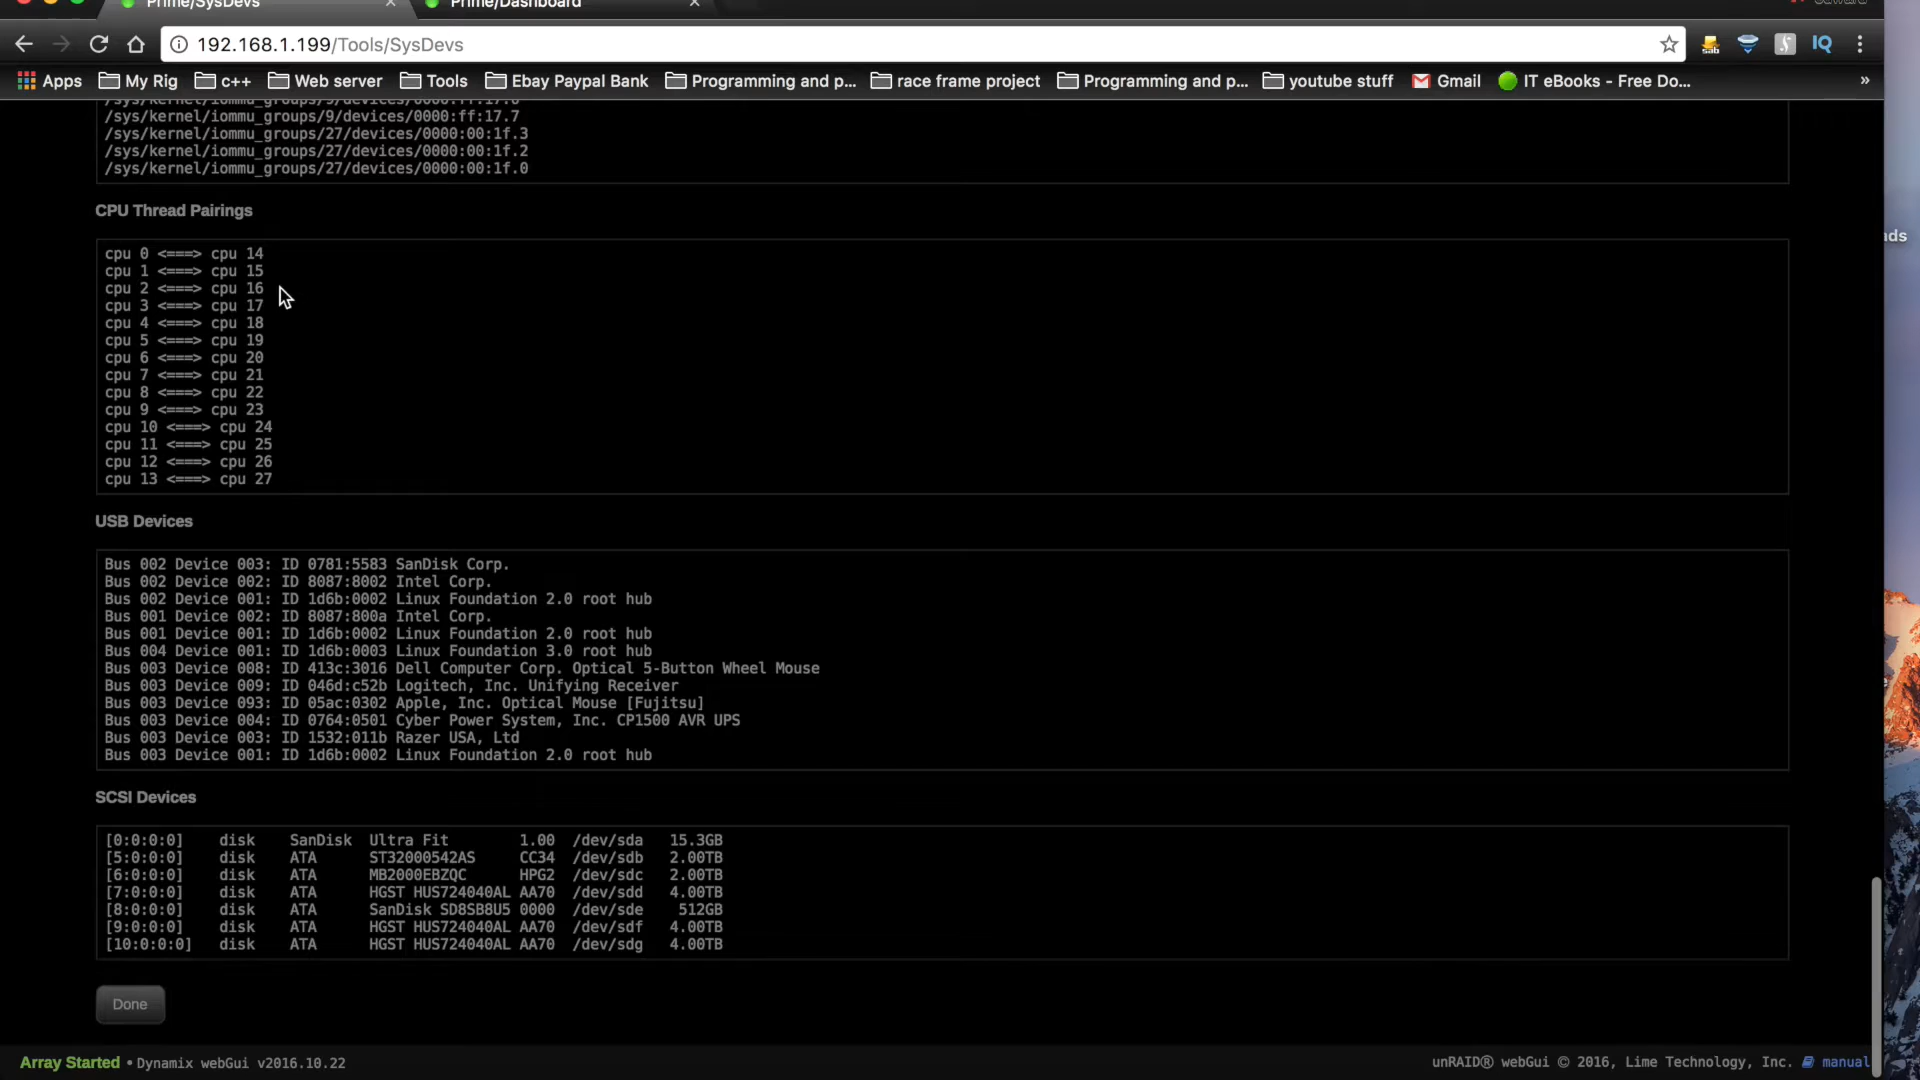 Prime/SysDevs
Prime/Dashboard
192.168.1.199/Tools/SysDevs
Apps My Rig c++ Web server Tools Ebay Paypal Bank Programming and p... race frame project Programming and p... youtube stuff Gmail IT eBooks - Free Do... »
/sys/kernel/iommu_groups/9/devices/0000:ff:17.7
/sys/kernel/iommu_groups/27/devices/0000:00:1f.3
/sys/kernel/iommu_groups/27/devices/0000:00:1f.2
/sys/kernel/iommu_groups/27/devices/0000:00:1f.0
CPU Thread Pairings
cpu 0 <===> cpu 14
cpu 1 <===> cpu 15
cpu 2 <===> cpu 16
cpu 3 <===> cpu 17
cpu 4 <===> cpu 18
cpu 5 <===> cpu 19
cpu 6 <===> cpu 20
cpu 7 <===> cpu 21
cpu 8 <===> cpu 22
cpu 9 <===> cpu 23
cpu 10 <===> cpu 24
cpu 11 <===> cpu 25
cpu 12 <===> cpu 26
cpu 13 <===> cpu 27
USB Devices
Bus 002 Device 003: ID 0781:5583 SanDisk Corp.
Bus 002 Device 002: ID 8087:8002 Intel Corp.
Bus 002 Device 001: ID 1d6b:0002 Linux Foundation 2.0 root hub
Bus 001 Device 002: ID 8087:800a Intel Corp.
Bus 001 Device 001: ID 1d6b:0002 Linux Foundation 2.0 root hub
Bus 004 Device 001: ID 1d6b:0003 Linux Foundation 3.0 root hub
Bus 003 Device 008: ID 413c:3016 Dell Computer Corp. Optical 5-Button Wheel Mouse
Bus 003 Device 009: ID 046d:c52b Logitech, Inc. Unifying Receiver
Bus 003 Device 093: ID 05ac:0302 Apple, Inc. Optical Mouse [Fujitsu]
Bus 003 Device 004: ID 0764:0501 Cyber Power System, Inc. CP1500 AVR UPS
Bus 003 Device 003: ID 1532:011b Razer USA, Ltd
Bus 003 Device 001: ID 1d6b:0002 Linux Foundation 2.0 root hub
SCSI Devices
[0:0:0:0] disk SanDisk Ultra Fit 1.00 /dev/sda 15.3GB
[5:0:0:0] disk ATA ST32000542AS CC34 /dev/sdb 2.00TB
[6:0:0:0] disk ATA MB2000EBZQC HPG2 /dev/sdc 2.00TB
[7:0:0:0] disk ATA HGST HUS724040AL AA70 /dev/sdd 4.00TB
[8:0:0:0] disk ATA SanDisk SD8SB8U5 0000 /dev/sde 512GB
[9:0:0:0] disk ATA HGST HUS724040AL AA70 /dev/sdf 4.00TB
[10:0:0:0] disk ATA HGST HUS724040AL AA70 /dev/sdg 4.00TB
Done
Array Started • Dynamix webGui v2016.10.22
unRAID® webGui © 2016, Lime Technology, Inc. manual